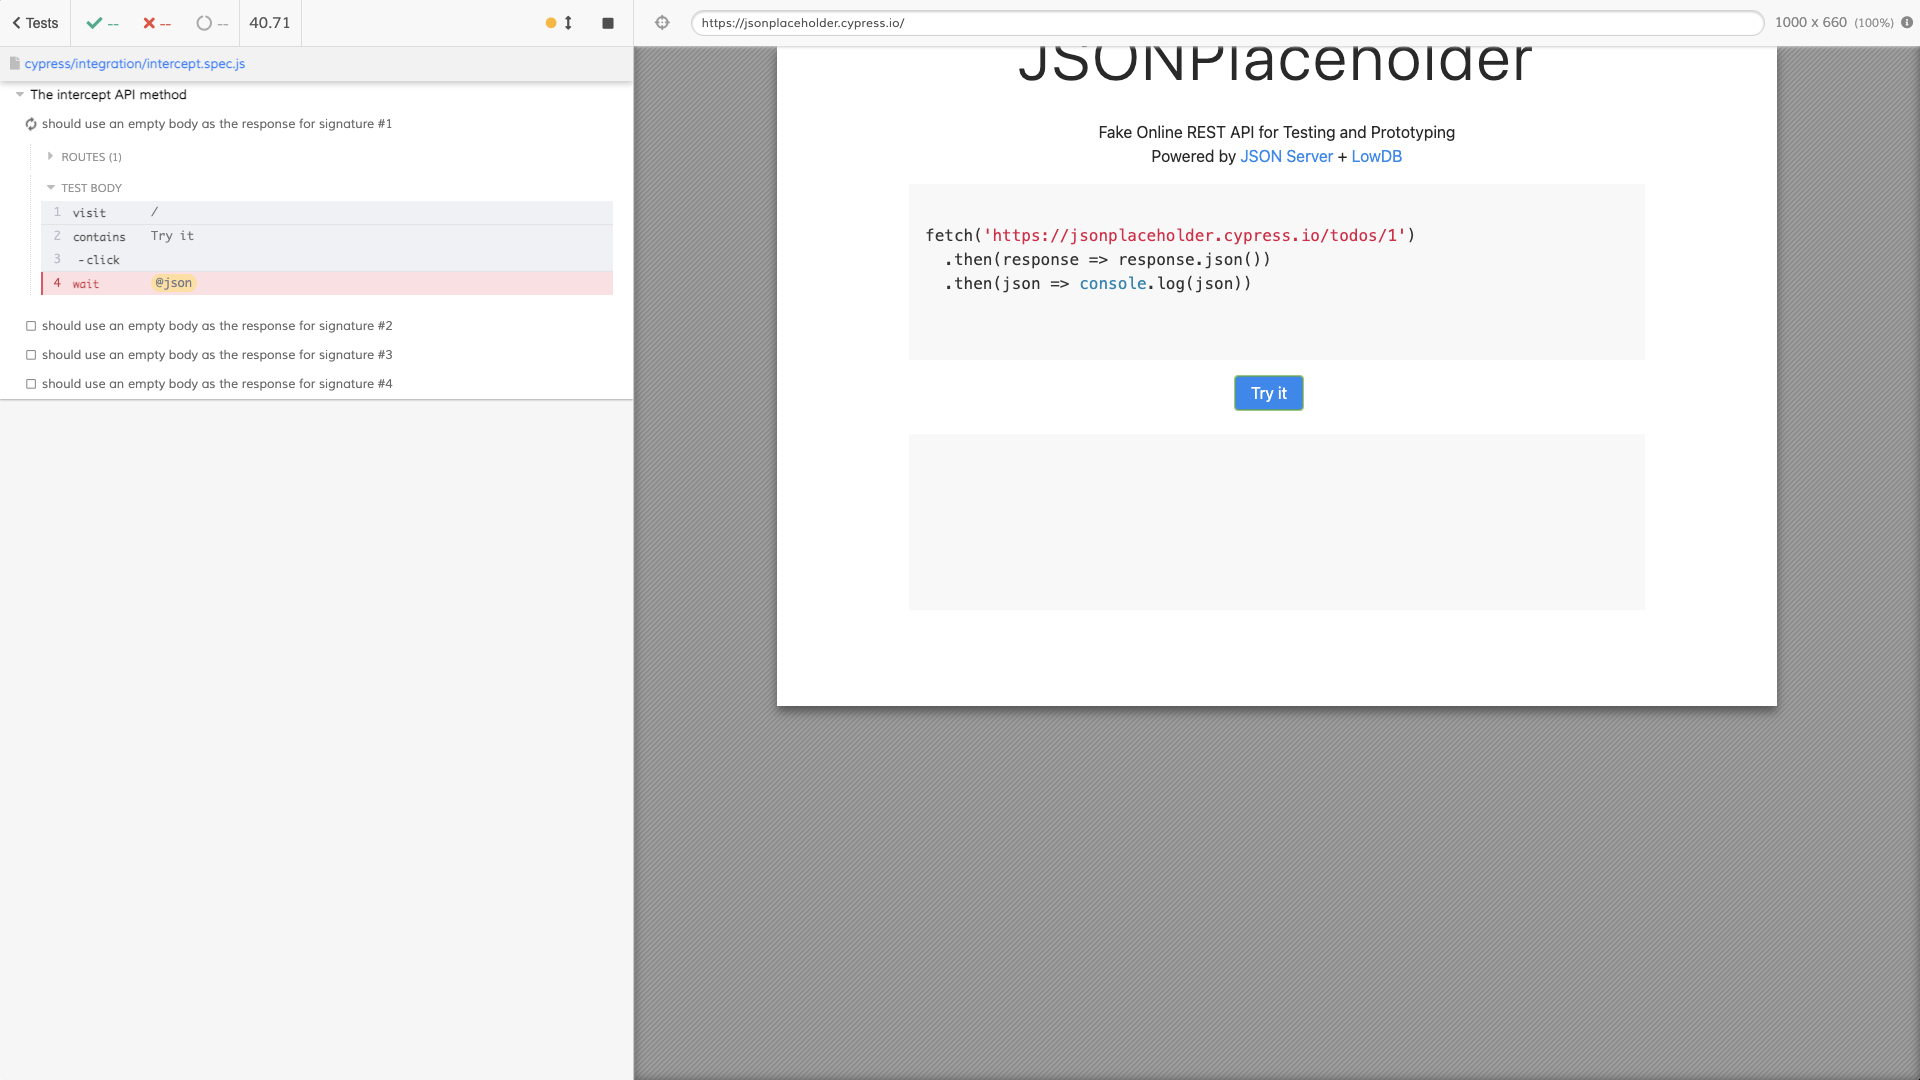 Tests
--
--
--
40.71
https://jsonplaceholder.cypress.io/
1000 x 660 (100%)
cypress/integration/intercept.spec.js
The intercept API method
should use an empty body as the response for signature #1
ROUTES (1)
TEST BODY
1 visit /
2 contains Try it
3 -click
4 wait @json
should use an empty body as the response for signature #2
should use an empty body as the response for signature #3
should use an empty body as the response for signature #4
JSONPlaceholder
Fake Online REST API for Testing and Prototyping
Powered by JSON Server + LowDB
fetch('https://jsonplaceholder.cypress.io/todos/1')
.then(response => response.json())
.then(json => console.log(json))
Try it